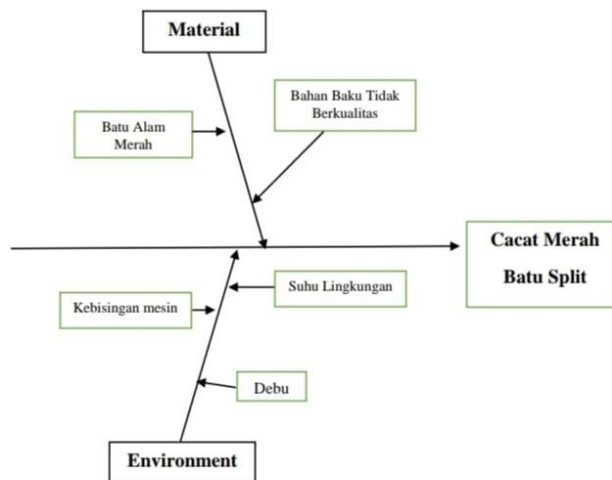 Material
Bahan Baku Tidak
Berkualitas
Batu Alam
Merah
Cacat Merah
Batu Split
Suhu Lingkungan
Kebisingan mesin
Debu
Environment